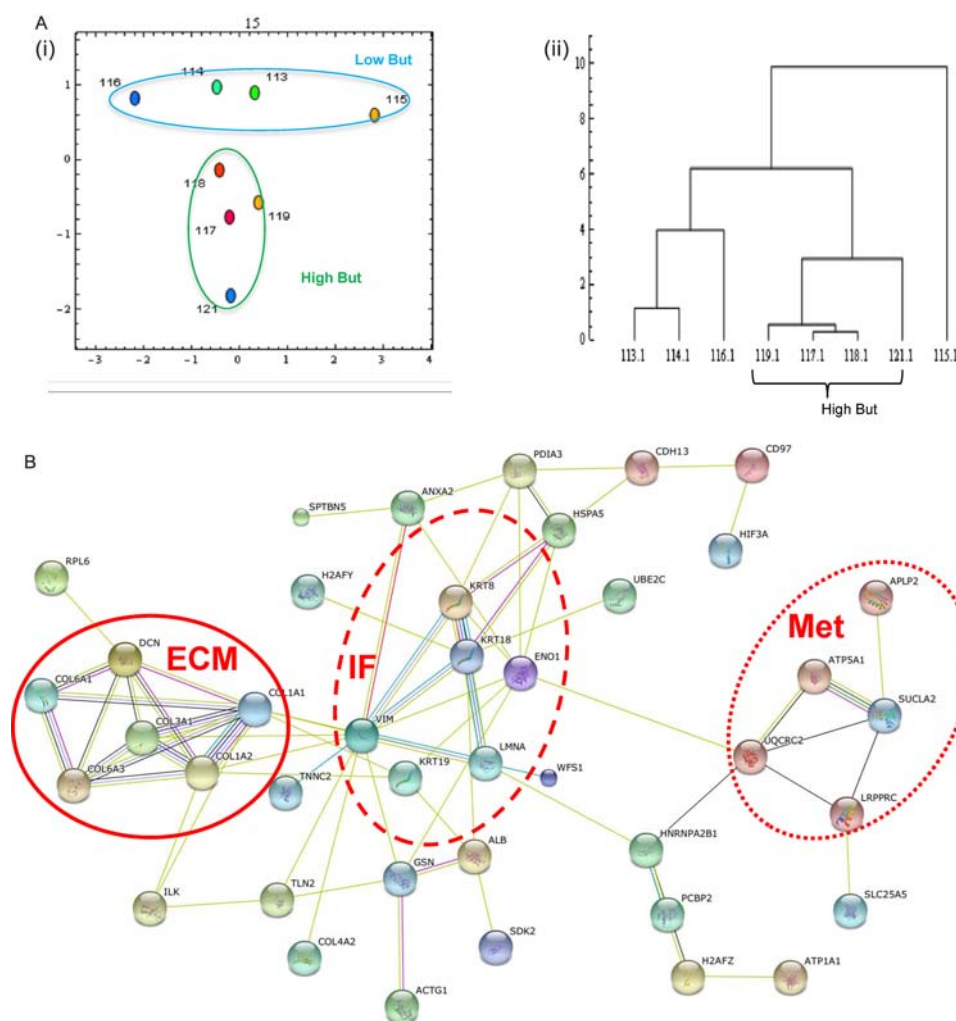 A
(i)
15
Low But
116
114
113
115
118
119
117
121
High But
1
0
-1
-2
-3
-2
-1
0
1
2
3
4
(ii)
10
8
6
4
2
0
113.1
114.1
116.1
119.1
117.1
118.1
121.1
115.1
High But
B
PDIA3
CDH13
CD97
SPTBN5
ANXA2
HSPA5
HIF3A
RPL6
H2AFY
KRT8
UBE2C
APLP2
DCN
ECM
IF
KRT18
ENO1
Met
ATP5A1
COL6A1
COL1A1
SUCLA2
COL3A1
VIM
UQCRC2
COL6A3
COL1A2
TNNC2
KRT19
LMNA
WFS1
LRPPRC
HNRNPA2B1
ALB
GSN
ILK
TLN2
PCBP2
SLC25A5
COL4A2
SDK2
H2AFZ
ATP1A1
ACTG1